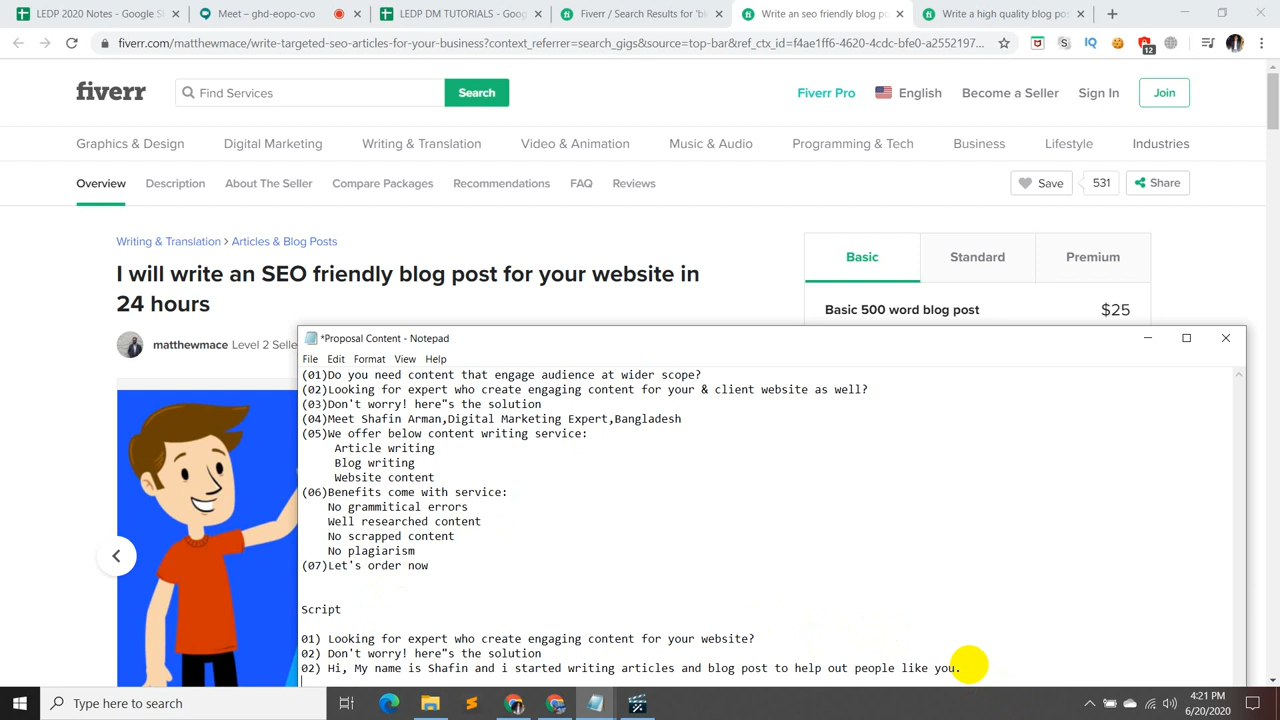 LEDP 2020 Notes - Google S
Meet – ghd-eopo-cv
LEDP DM TUTORIALS - Goog
Fiverr / Search Results for 'bl
Write an seo friendly blog po
Write a high quality blog pos
fiverr.com/matthewmace/write-targeted-seo-articles-for-your-business?context_referrer=search_gigs&source=top-bar&ref_ctx_id=f4ae1ff6-4620-4cdc-bfe0-a2552197...
12
fiverr
Find Services
Search
Fiverr Pro
English
Become a Seller
Sign In
Join
Graphics & Design
Digital Marketing
Writing & Translation
Video & Animation
Music & Audio
Programming & Tech
Business
Lifestyle
Industries
Overview
Description
About The Seller
Compare Packages
Recommendations
FAQ
Reviews
Save
531
Share
Writing & Translation > Articles & Blog Posts
I will write an SEO friendly blog post for your website in
24 hours
Basic
Standard
Premium
Basic 500 word blog post
$25
matthewmace Level 2 Selle
*Proposal Content - Notepad
File Edit Format View Help
(01)Do you need content that engage audience at wider scope?
(02)Looking for expert who create engaging content for your & client website as well?
(03)Don't worry! here"s the solution
(04)Meet Shafin Arman,Digital Marketing Expert,Bangladesh
(05)We offer below content writing service:
Article writing
Blog writing
Website content
(06)Benefits come with service:
No grammitical errors
Well researched content
No scrapped content
No plagiarism
(07)Let's order now
Script
01) Looking for expert who create engaging content for your website?
02) Don't worry! here"s the solution
02) Hi, My name is Shafin and i started writing articles and blog post to help out people like you.
Type here to search
4:21 PM
6/20/2020